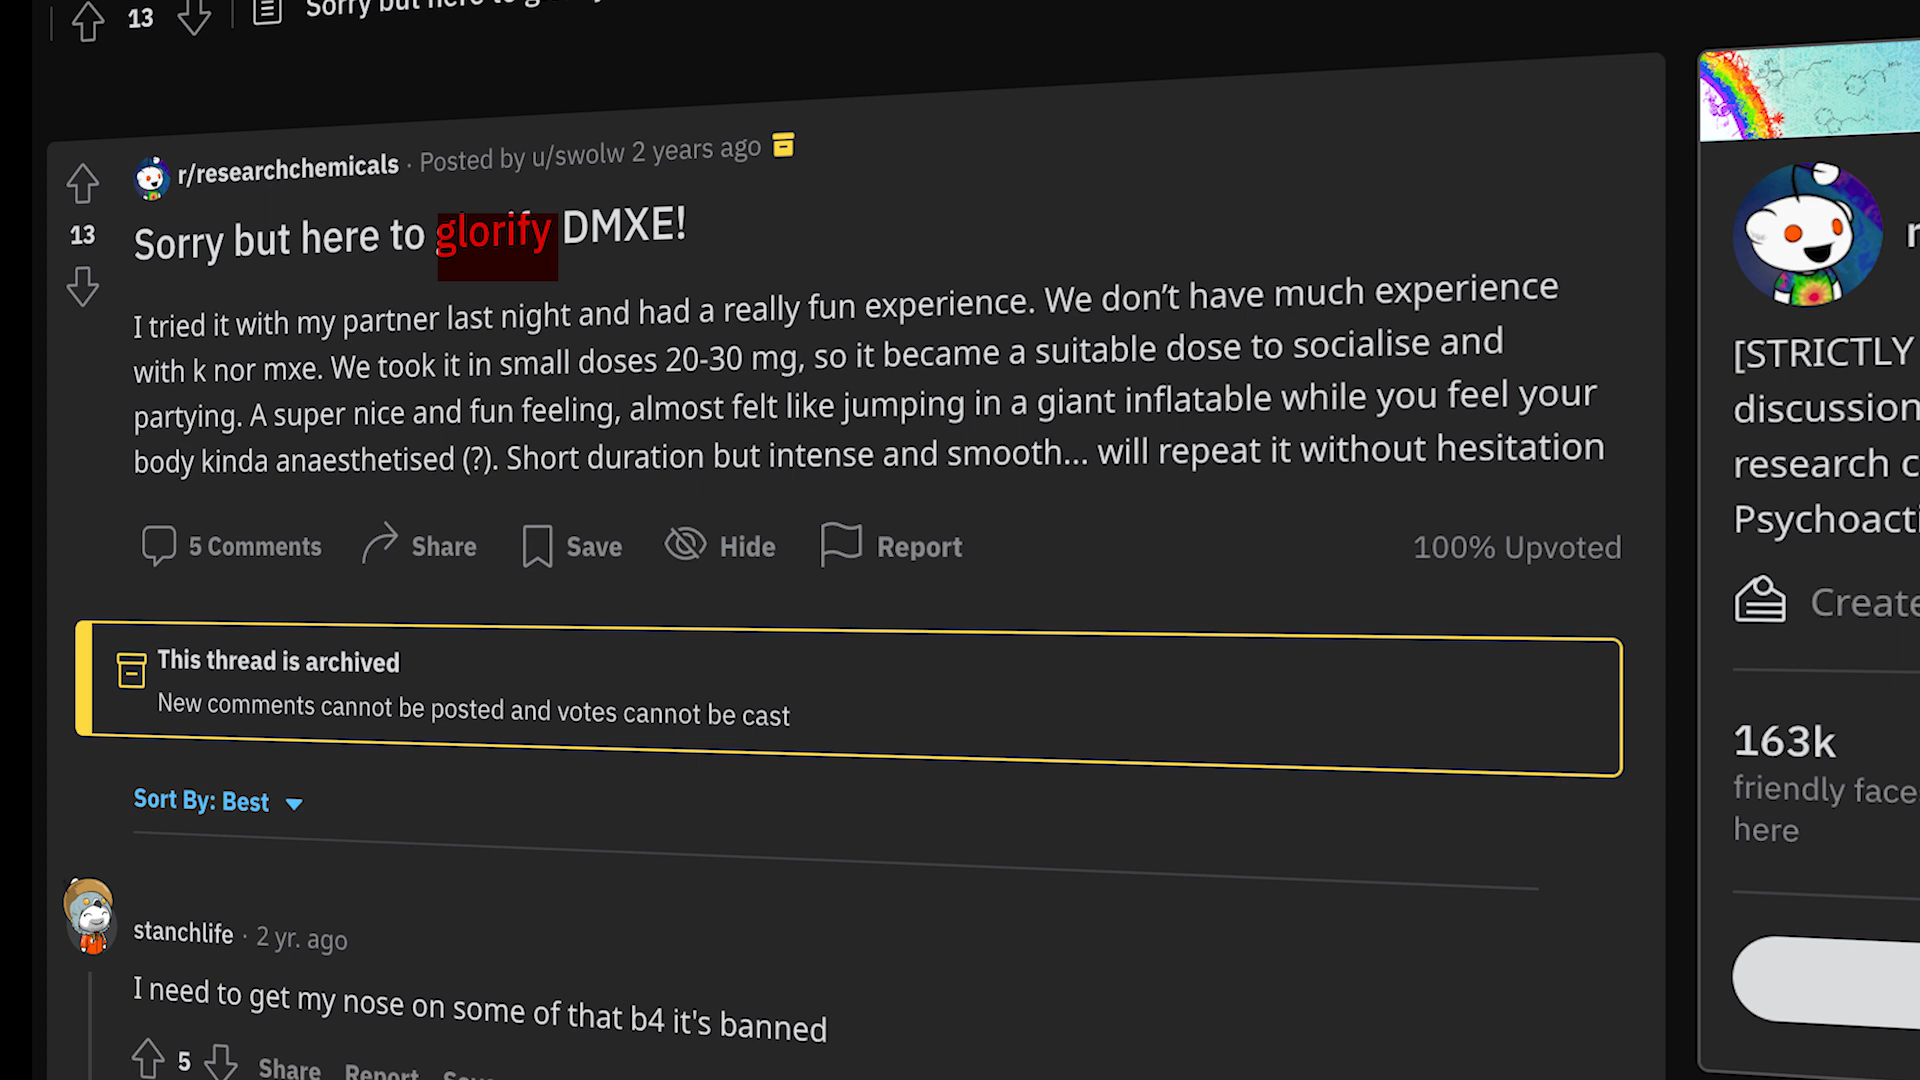 13
Sorry but here to
r/researchchemicals · Posted by u/swolw 2 years ago
13
Sorry but here to glorify DMXE!
I tried it with my partner last night and had a really fun experience. We don’t have much experience
with k nor mxe. We took it in small doses 20-30 mg, so it became a suitable dose to socialise and
partying. A super nice and fun feeling, almost felt like jumping in a giant inflatable while you feel your
body kinda anaesthetised (?). Short duration but intense and smooth... will repeat it without hesitation
5 Comments Share Save Hide Report 100% Upvoted
This thread is archived
New comments cannot be posted and votes cannot be cast
Sort By: Best
stanchlife · 2 yr. ago
I need to get my nose on some of that b4 it's banned
5 Share Report
[STRICTLY
discussion
research c
Psychoacti
Create
163k
friendly face
here